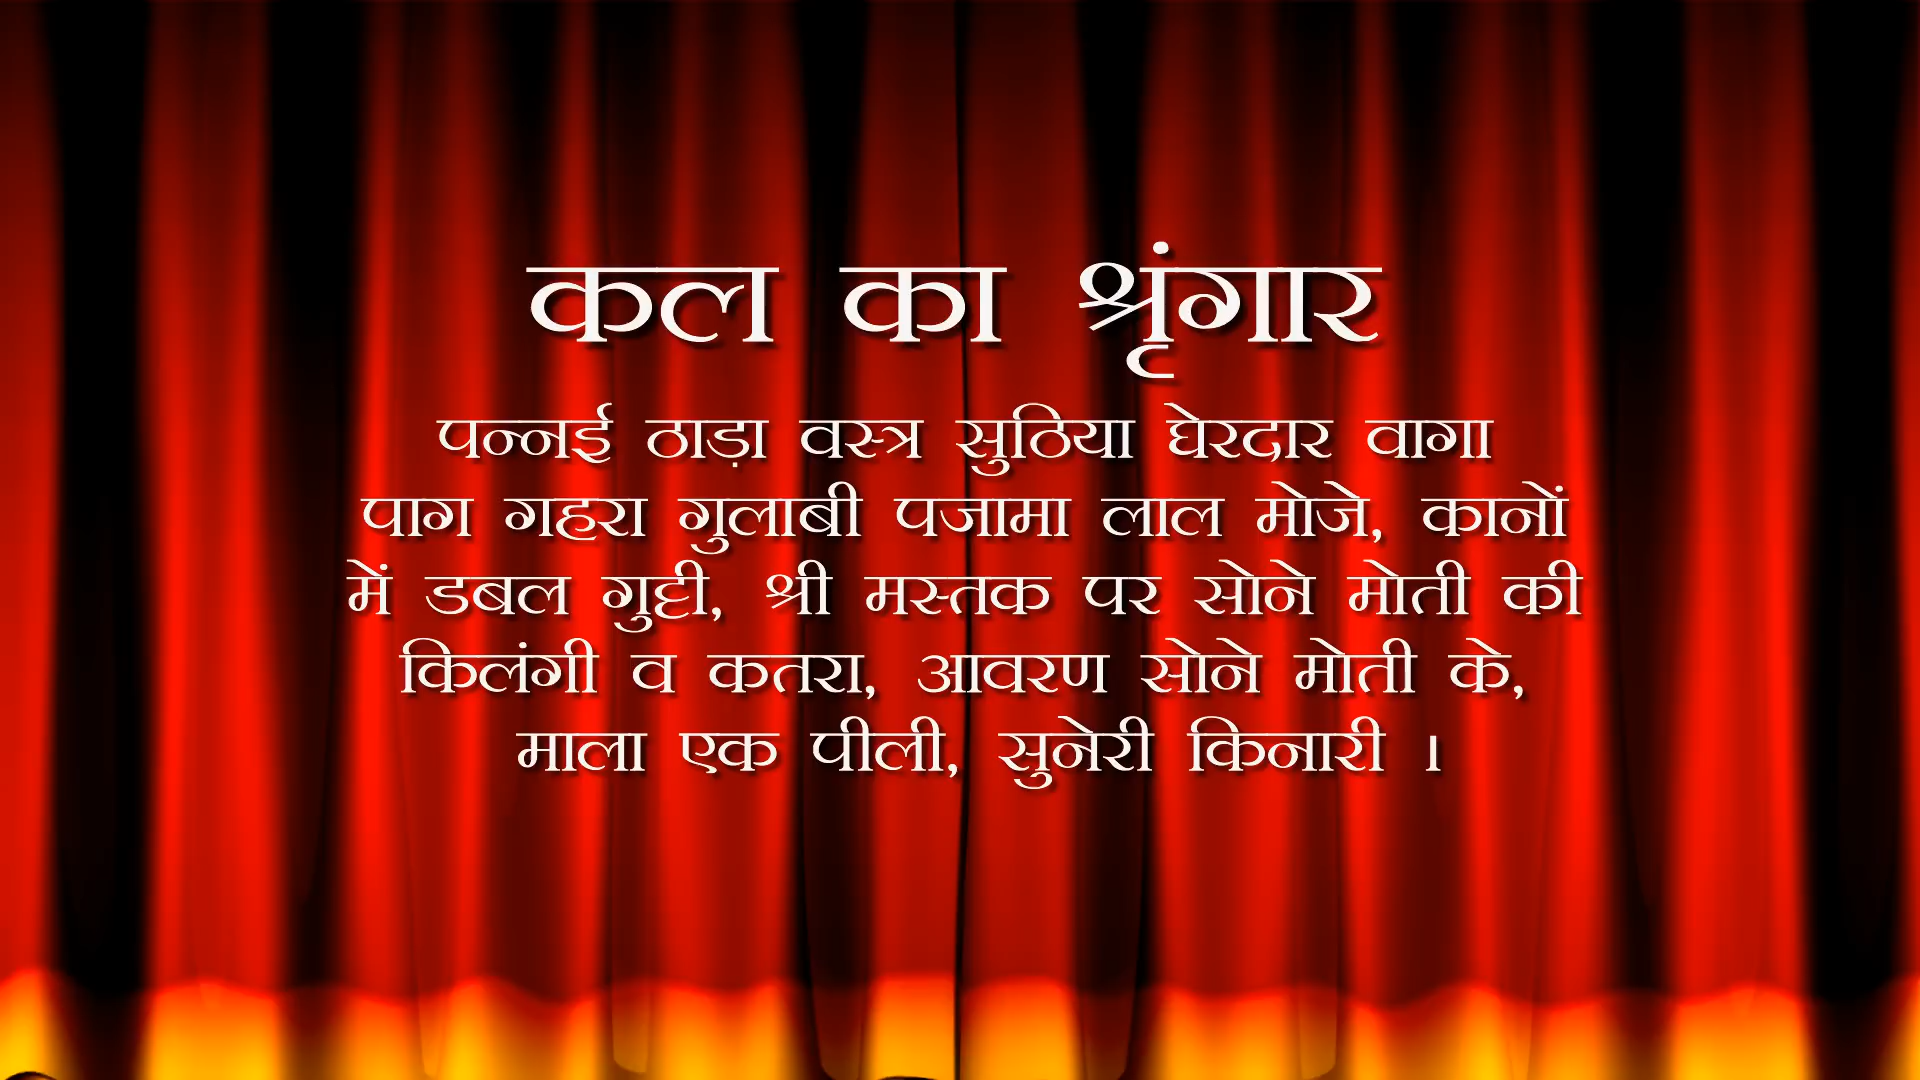 कल का श्रृंगार
पन्नई ठाड़ा वस्त्र सुठिया घेरदार वागा
पाग गहरा गुलाबी पजामा लाल मोजे, कानों
में डबल गुट्टी, श्री मस्तक पर सोने मोती की
किलंगी व कतरा, आवरण सोने मोती के,
माला एक पीली, सुनेरी किनारी ।